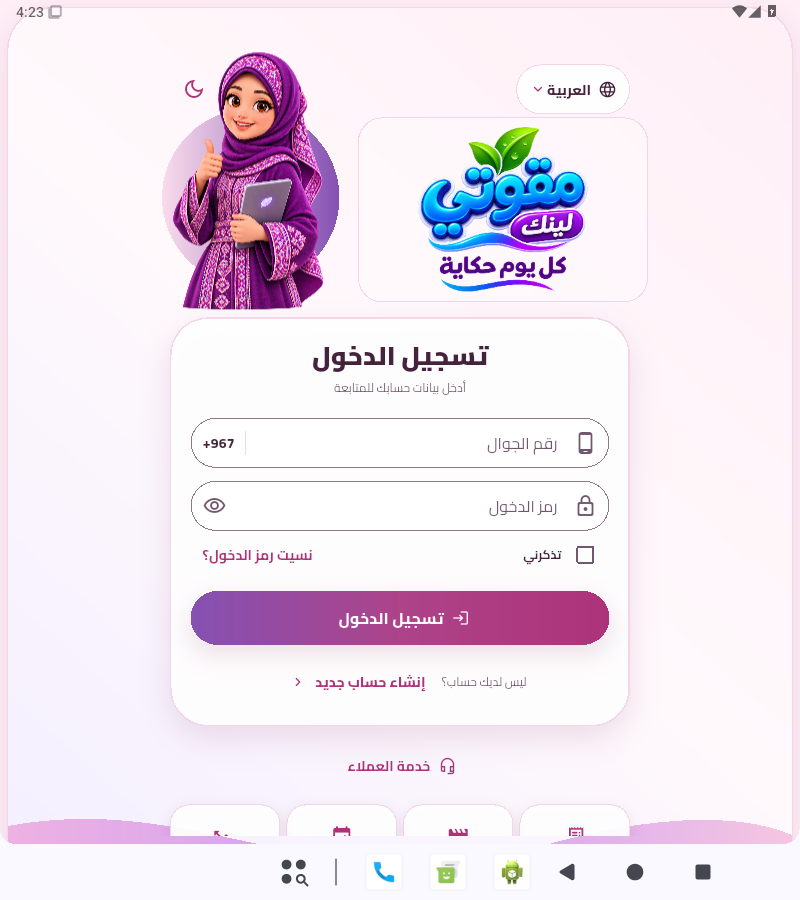 4:23
العربية
مقوتي
لينك
كل يوم حكاية
تسجيل الدخول
أدخل بيانات حسابك للمتابعة
رقم الجوال
+967
رمز الدخول
تذكرني
نسيت رمز الدخول؟
تسجيل الدخول
ليس لديك حساب؟ إنشاء حساب جديد
خدمة العملاء